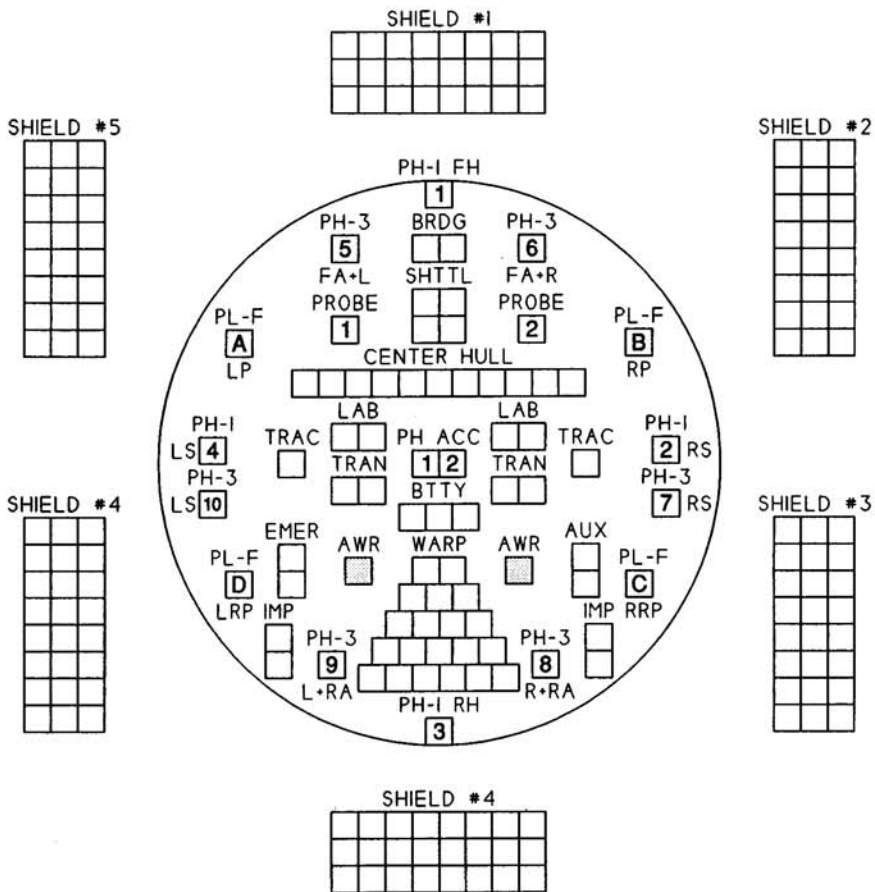 SHIELD #1
SHIELD #5
SHIELD #2
PH-1 FH
1
PH-3 BRDG PH-3
5 6
FA+L SHTTL FA+R
PROBE PROBE
1 2
PL-F PL-F
A B
LP RP
CENTER HULL
LAB LAB
PH-1 PH-1
TRAC PH ACC TRAC
LS 4 1 2 2 RS
TRAN TRAN
PH-3 PH-3
LS 10 7 RS
BTTY
SHIELD #4 SHIELD #3
EMER AWR WARP AWR AUX
PL-F PL-F
D C
LRP IMP IMP RRP
PH-3 PH-3
9 8
L+RA R+RA
PH-1 RH
3
SHIELD #4